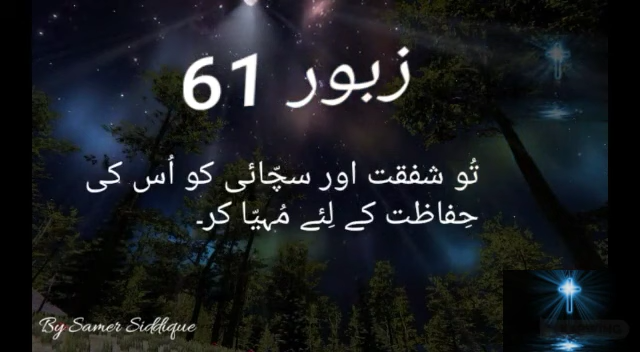 زبور 61
تُو شفقت اور سچّائی کو اُس کی
حِفاظت کے لِئے مُہیّا کر۔
By Samer Siddique